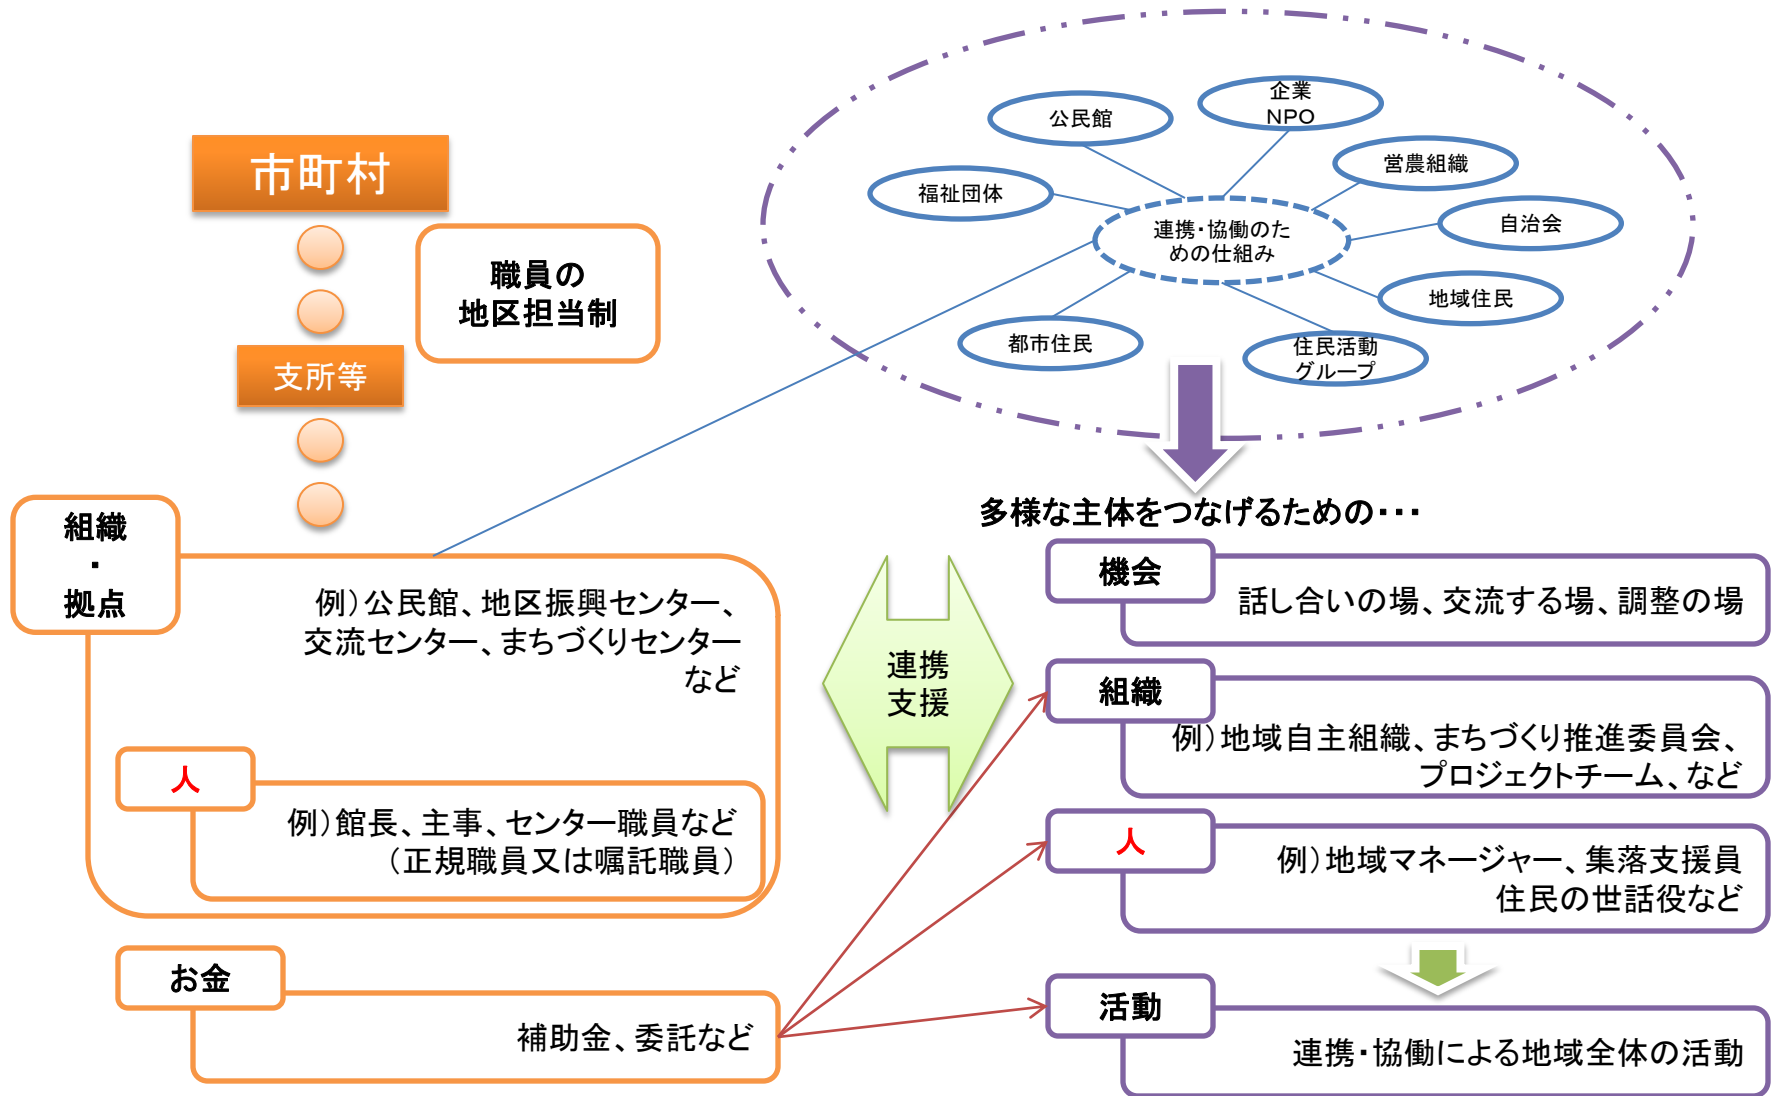 市町村
職員の
地区担当制
支所等
公民館
企業
NPO
営農組織
福祉団体
自治会
連携・協働のた
めの仕組み
地域住民
都市住民
住民活動
グループ
多様な主体をつなげるための・・・
組織
・
拠点
例）公民館、地区振興センター、
交流センター、まちづくりセンター
など
人
例）館長、主事、センター職員など
（正規職員又は嘱託職員）
お金
補助金、委託など
連携
支援
機会
話し合いの場、交流する場、調整の場
組織
例）地域自主組織、まちづくり推進委員会、
プロジェクトチーム、など
人
例）地域マネージャー、集落支援員
住民の世話役など
活動
連携・協働による地域全体の活動